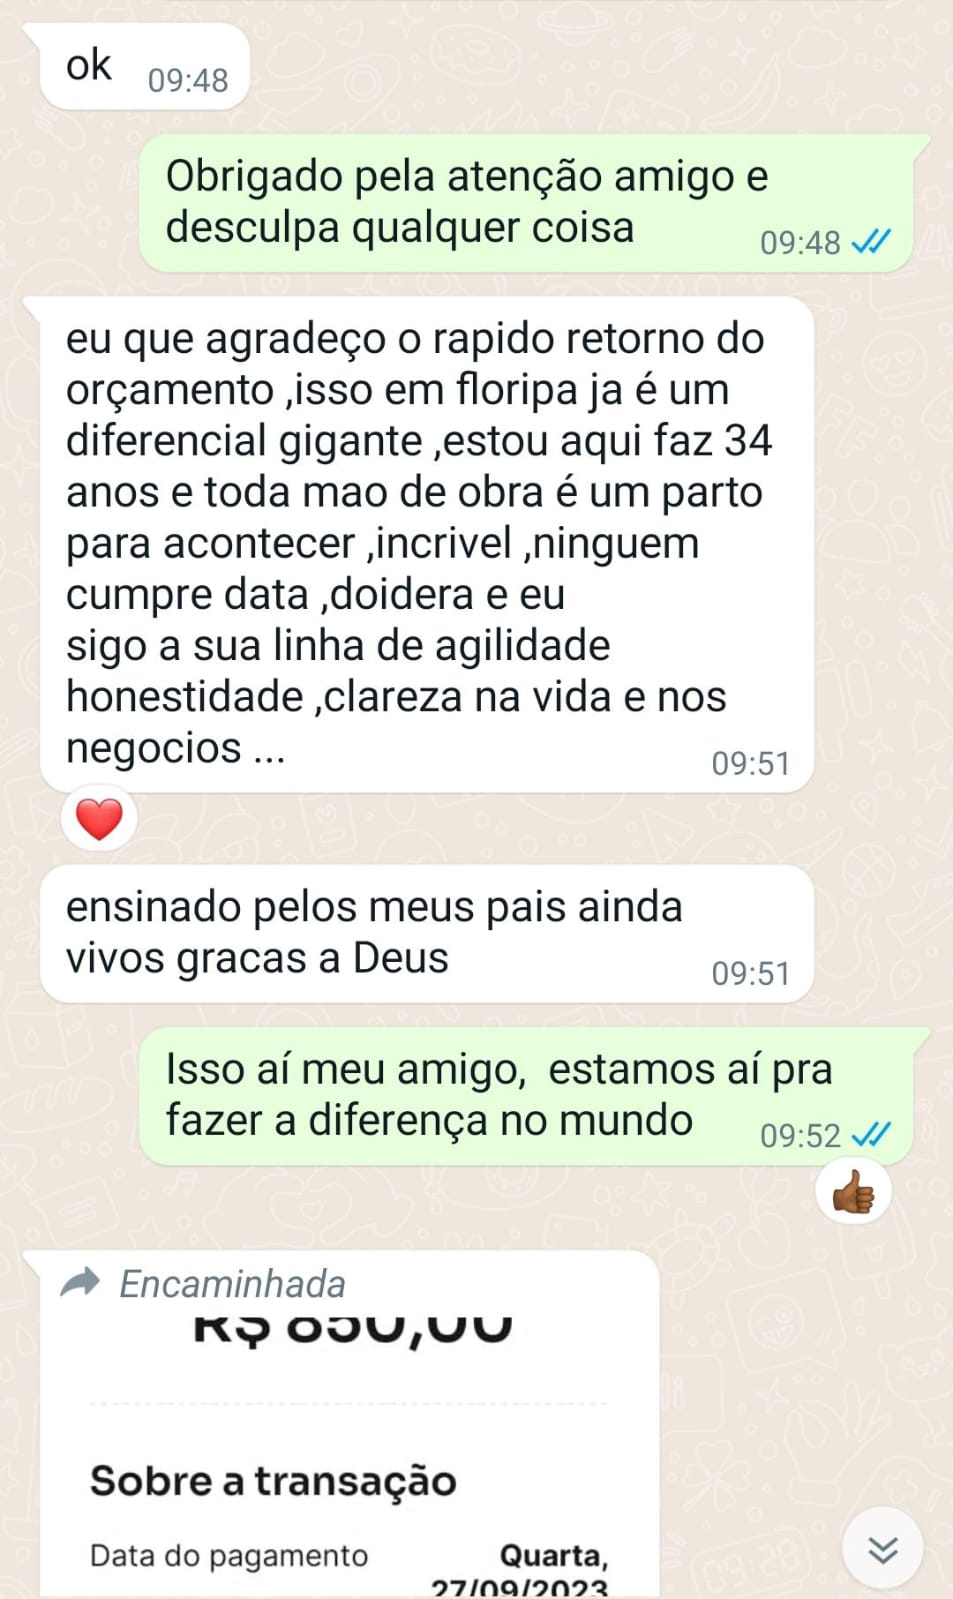 ok 09:48
Obrigado pela atenção amigo e
desculpa qualquer coisa 09:48
eu que agradeço o rapido retorno do
orçamento ,isso em floripa ja é um
diferencial gigante ,estou aqui faz 34
anos e toda mao de obra é um parto
para acontecer ,incrivel ,ninguem
cumpre data ,doidera e eu
sigo a sua linha de agilidade
honestidade ,clareza na vida e nos
negocios ... 09:51
ensinado pelos meus pais ainda
vivos gracas a Deus 09:51
Isso aí meu amigo,  estamos aí pra
fazer a diferença no mundo 09:52
Encaminhada
R$ 850,00
Sobre a transação
Data do pagamento Quarta,
27/09/2023